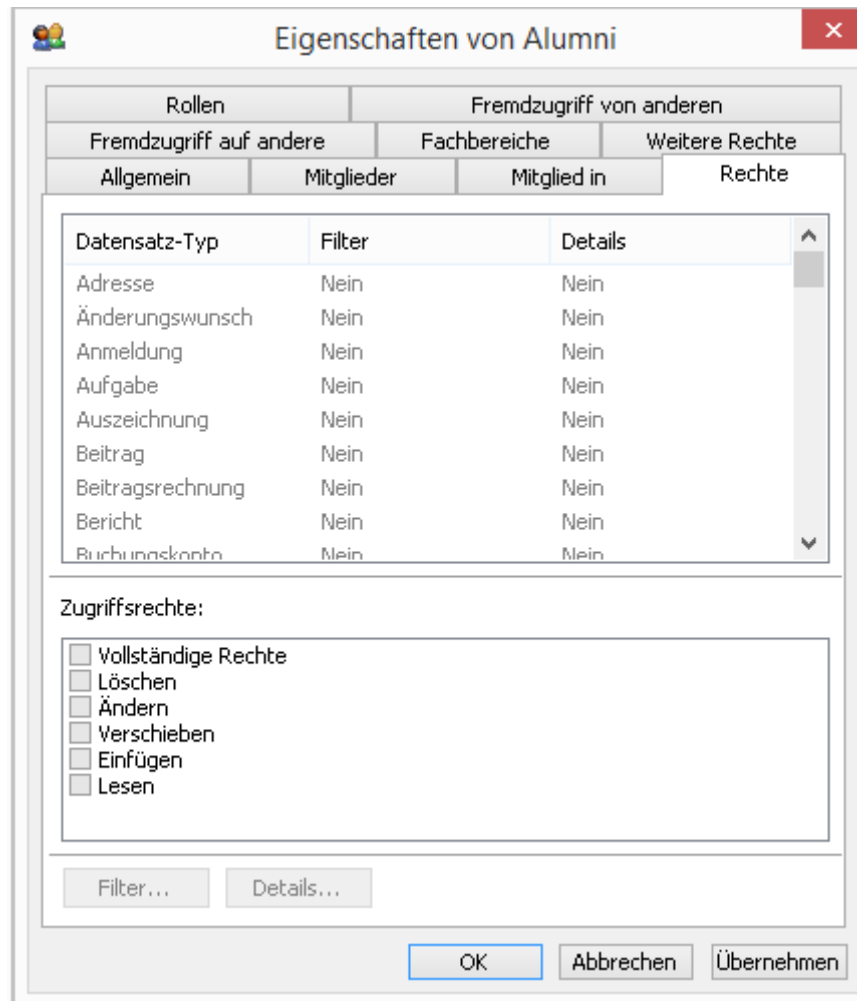 Eigenschaften von Alumni
Rollen Fremdzugriff von anderen
Fremdzugriff auf andere Fachbereiche Weitere Rechte
Allgemein Mitglieder Mitglied in Rechte
Datensatz-Typ Filter Details
Adresse Nein Nein
Änderungswunsch Nein Nein
Anmeldung Nein Nein
Aufgabe Nein Nein
Auszeichnung Nein Nein
Beitrag Nein Nein
Beitragsrechnung Nein Nein
Bericht Nein Nein
Buchungskonto Nein Nein
Zugriffsrechte:
Vollständige Rechte
Löschen
Ändern
Verschieben
Einfügen
Lesen
Filter... Details...
OK Abbrechen Übernehmen